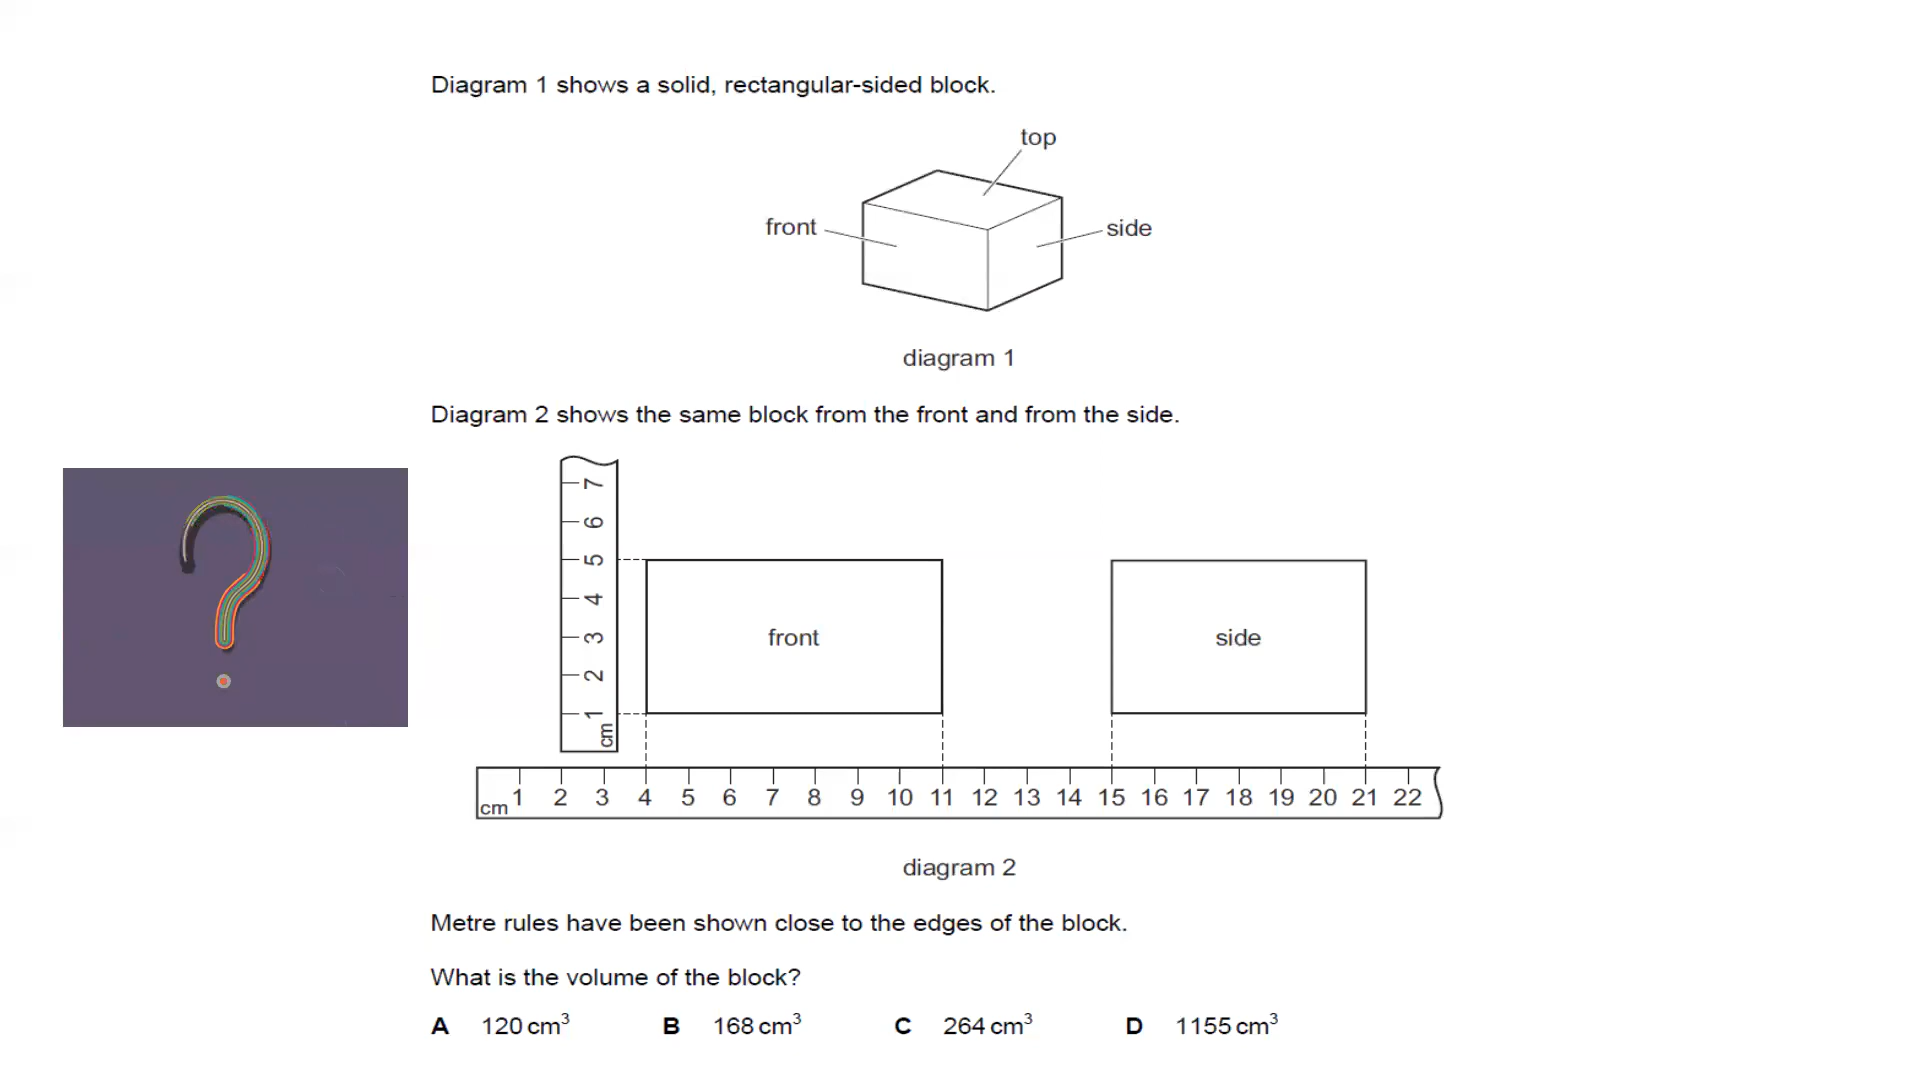 Diagram 1 shows a solid, rectangular-sided block.
top
front
side
diagram 1
Diagram 2 shows the same block from the front and from the side.
7
6
5
4
3
2
1
cm
front
side
cm 1 2 3 4 5 6 7 8 9 10 11 12 13 14 15 16 17 18 19 20 21 22
diagram 2
Metre rules have been shown close to the edges of the block.
What is the volume of the block?
A 120 cm³ B 168 cm³ C 264 cm³ D 1155 cm³